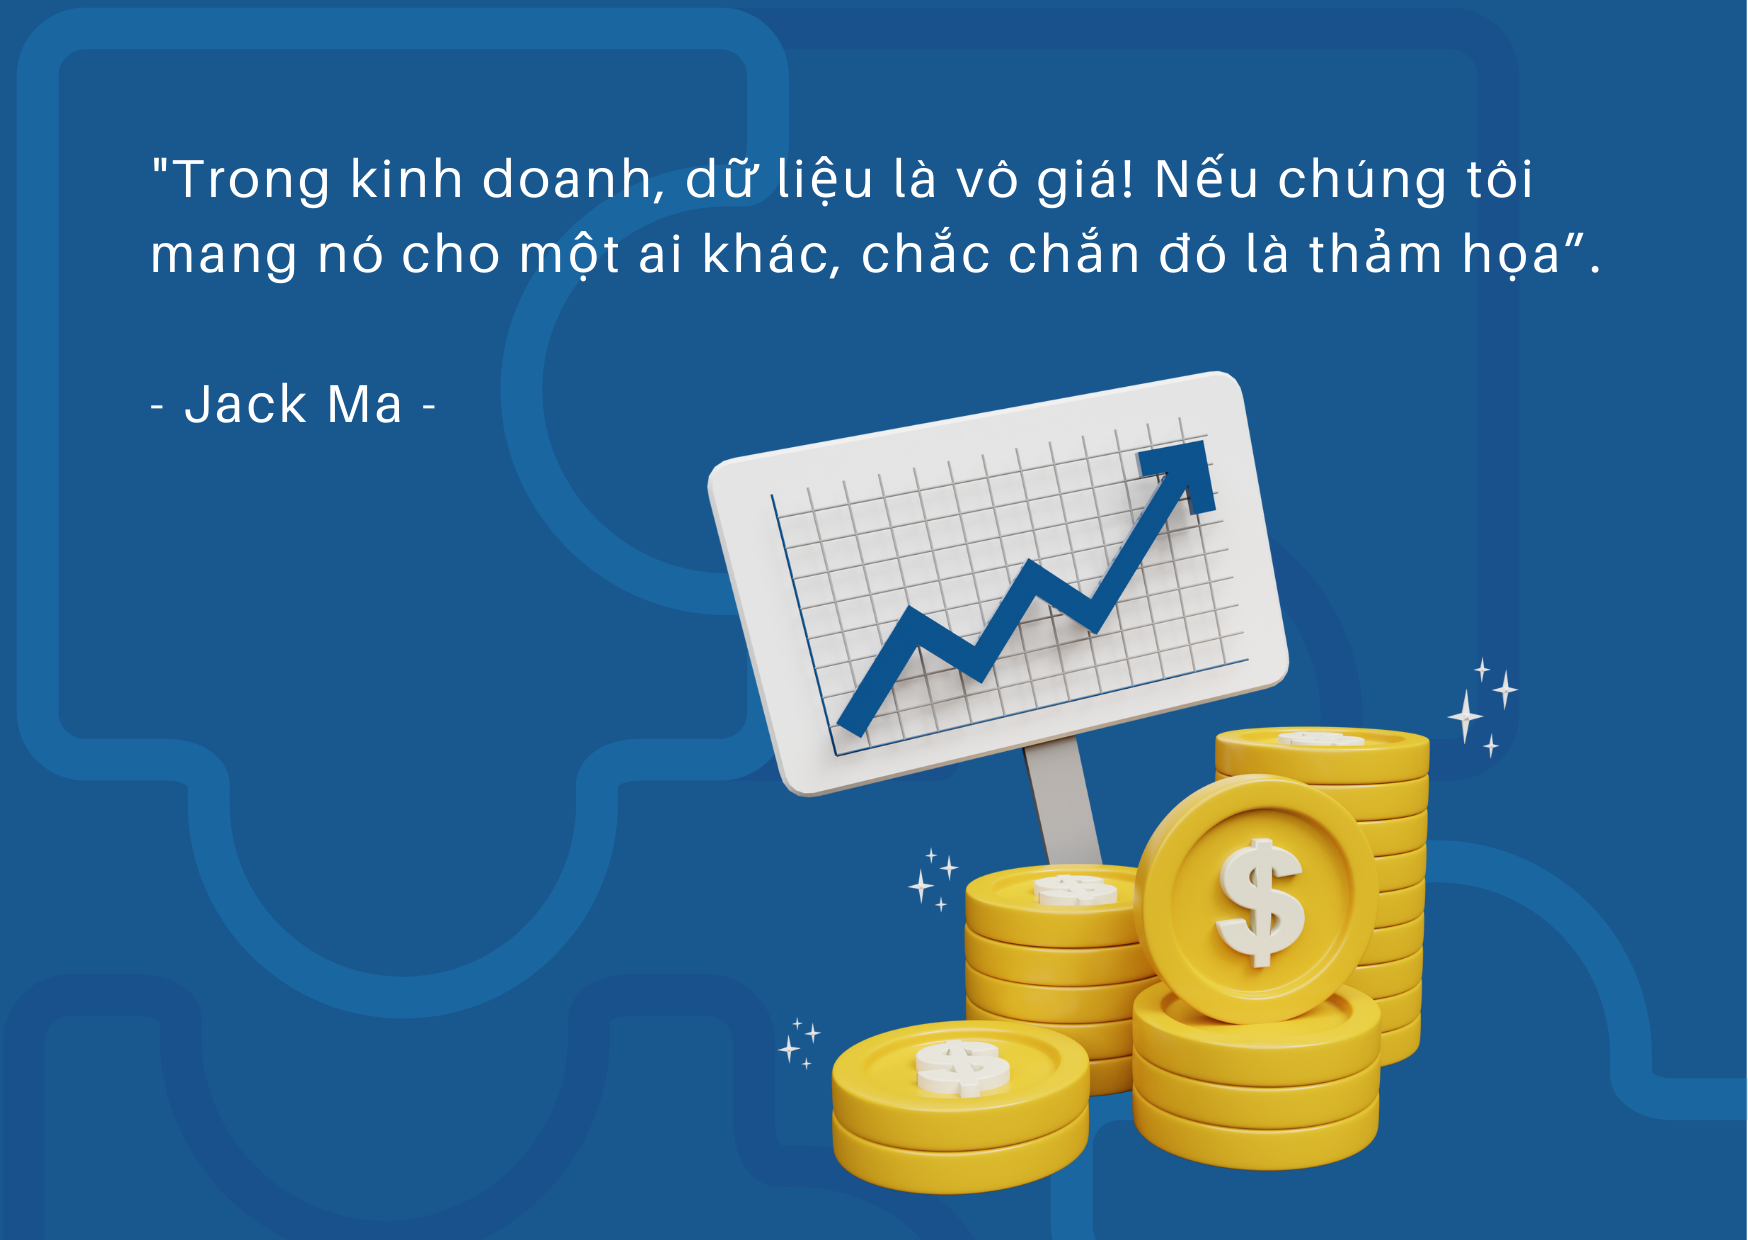 "Trong kinh doanh, dữ liệu là vô giá! Nếu chúng tôi
mang nó cho một ai khác, chắc chắn đó là thảm họa”.
- Jack Ma -
$
$
$